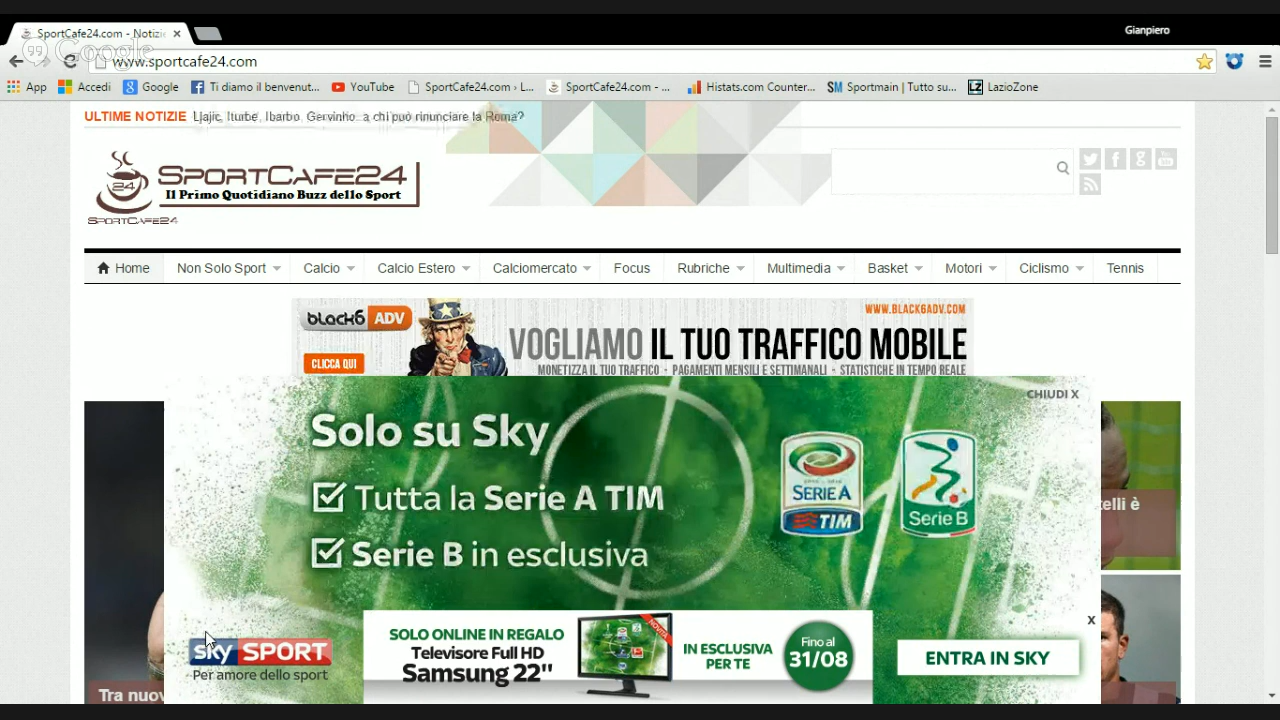 SportCafe24.com - Notizie
Gianpiero
Google
www.sportcafe24.com
App
Accedi
Google
Ti diamo il benvenut...
YouTube
SportCafe24.com › L...
SportCafe24.com - ...
Histats.com Counter...
SM Sportmain | Tutto su...
LZ LazioZone
ULTIME NOTIZIE Ljajic, Iturbe, Ibarbo, Gervinho: a chi può rinunciare la Roma?
24
SPORTCAFE24
Il Primo Quotidiano Buzz dello Sport
SPORTCAFE24
Home
Non Solo Sport
Calcio
Calcio Estero
Calciomercato
Focus
Rubriche
Multimedia
Basket
Motori
Ciclismo
Tennis
black6 ADV
WWW.BLACK6ADV.COM
VOGLIAMO IL TUO TRAFFICO MOBILE
CLICCA QUI
MONETIZZA IL TUO TRAFFICO - PAGAMENTI MENSILI E SETTIMANALI - STATISTICHE IN TEMPO REALE
CHIUDI X
Solo su Sky
Tutta la Serie A TIM
Serie B in esclusiva
SERIE A
TIM
Serie B
telli è
X
sky SPORT
Per amore dello sport
SOLO ONLINE IN REGALO
Televisore Full HD
Samsung 22"
IN ESCLUSIVA
PER TE
Fino al
31/08
ENTRA IN SKY
Tra nuov